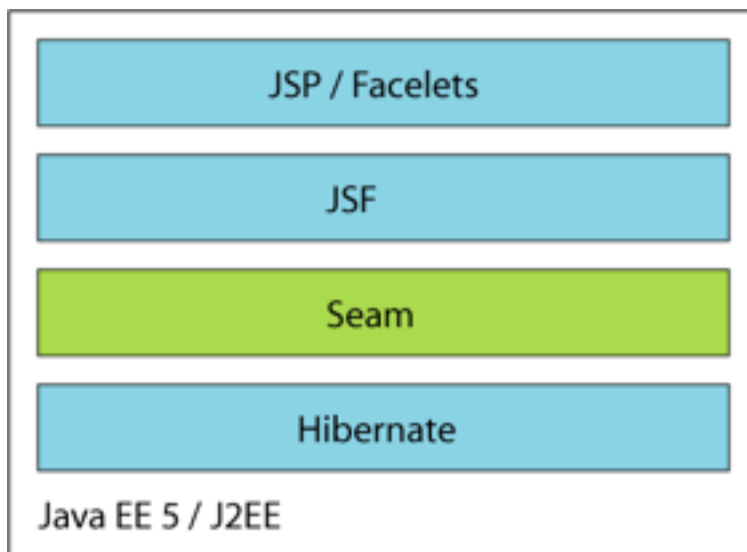 JSP / Facelets
JSF
Seam
Hibernate
Java EE 5 / J2EE